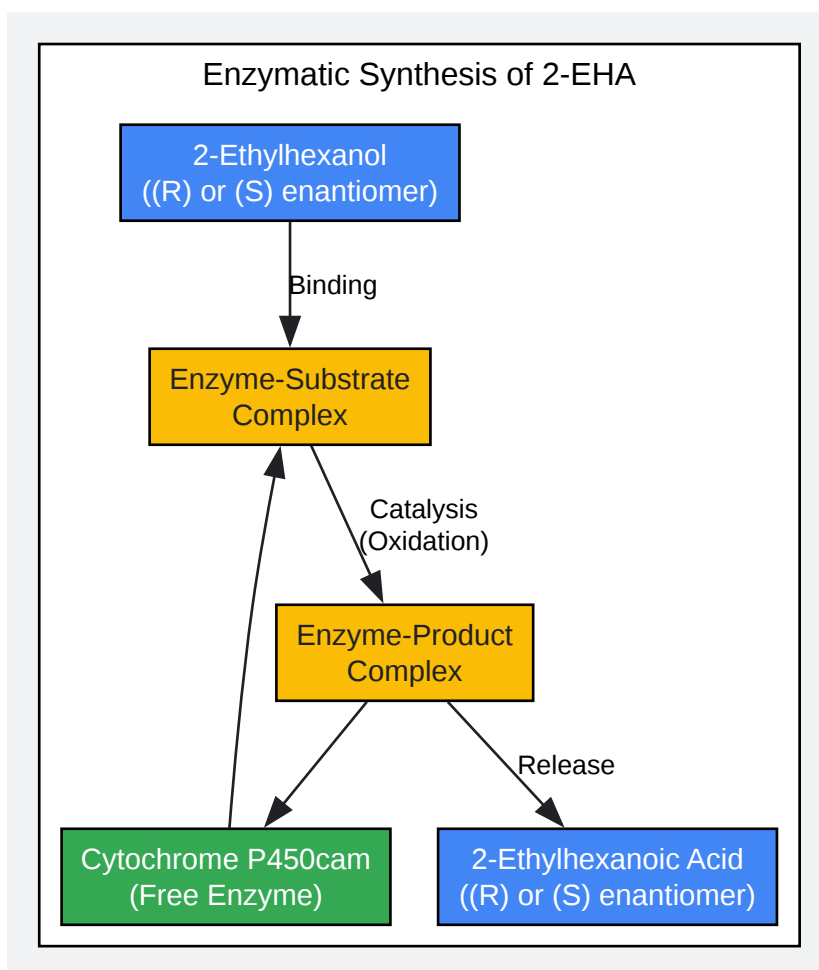 Enzymatic Synthesis of 2-EHA
2-Ethylhexanol
((R) or (S) enantiomer)
Binding
Enzyme-Substrate
Complex
Catalysis
(Oxidation)
Enzyme-Product
Complex
Release
Cytochrome P450cam
(Free Enzyme)
2-Ethylhexanoic Acid
((R) or (S) enantiomer)